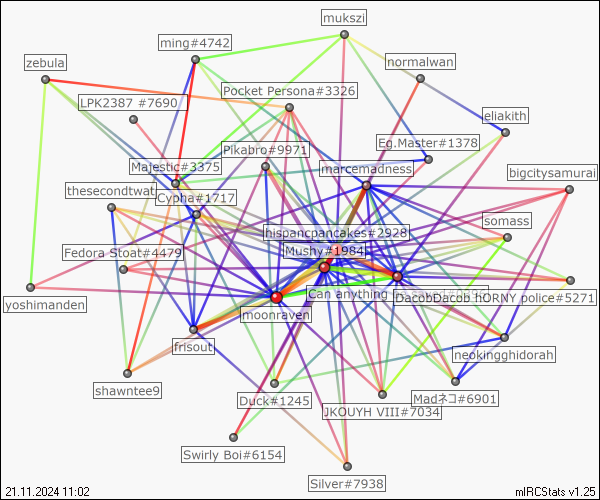 mukszi
ming#4742
zebula
normalwan
Pocket Persona#3326
LPK2387 #7690
eliakith
Eg.Master#1378
Pikabro#9971
Majestic#3375
marcemadness
bigcitysamurai
thesecondtwat
Cypha#1717
somass
hispancpancakes#2928
Fedora Stoat#4479
Mushy#1984
Can anything
DacobDacob hORNY police#5271
yoshimanden
moonraven
frisout
neokingghidorah
shawntee9
Duck#1245
Madネコ#6901
JKOUYH VIII#7034
Swirly Boi#6154
Silver#7938
21.11.2024 11:02
mIRCStats v1.25